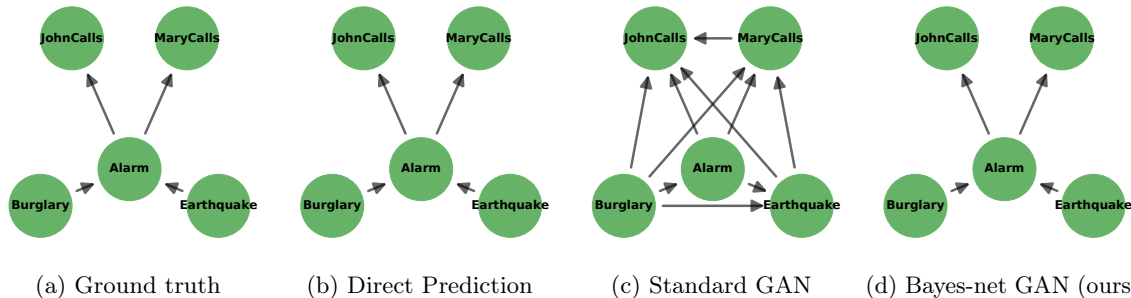 JohnCalls MaryCalls JohnCalls MaryCalls JohnCalls MaryCalls JohnCalls MaryCalls
Alarm Alarm Alarm Alarm
Burglary Earthquake Burglary Earthquake Burglary Earthquake Burglary Earthquake
(a) Ground truth (b) Direct Prediction (c) Standard GAN (d) Bayes-net GAN (ours